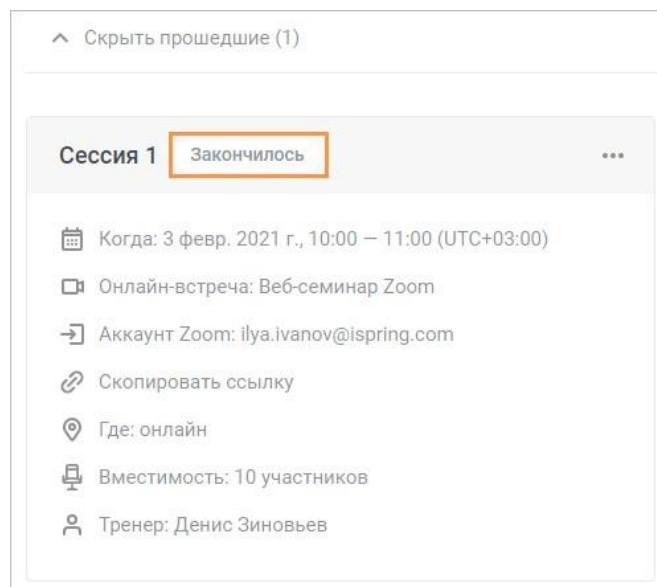 Скрыть прошедшие (1)
Сессия 1 Закончилось
Когда: 3 февр. 2021 г., 10:00 — 11:00 (UTC+03:00)
Онлайн-встреча: Веб-семинар Zoom
Аккаунт Zoom: ilya.ivanov@ispring.com
Скопировать ссылку
Где: онлайн
Вместимость: 10 участников
Тренер: Денис Зиновьев